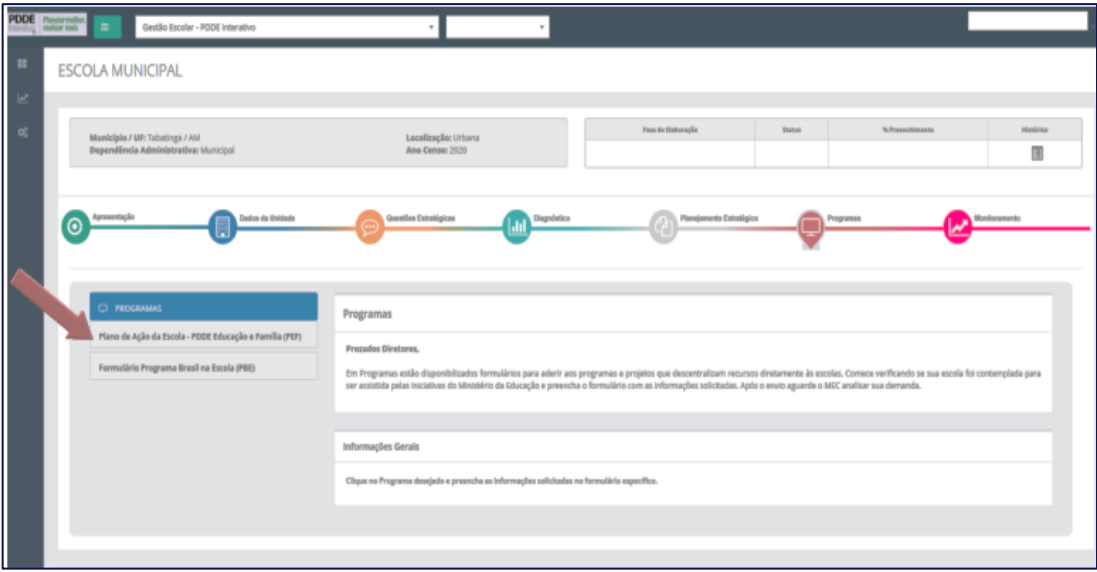 PDDE Planejar melhor,
Interativo realizar mais
Gestão Escolar - PDDE Interativo
ESCOLA MUNICIPAL
Município / UF: Tabatinga / AM
Dependência Administrativa: Municipal
Localização: Urbana
Ano Censo: 2020
Fase de Elaboração Status % Preenchimento Histórico
Apresentação Dados da Unidade Questões Estratégicas Diagnóstico Planejamento Estratégico Programas Monitoramento
PROGRAMAS
Plano de Ação da Escola - PDDE Educação e Família (PEF)
Formulário Programa Brasil na Escola (PBE)
Programas
Prezados Diretores,
Em Programas estão disponibilizados formulários para aderir aos programas e projetos que descentralizam recursos diretamente às escolas. Comece verificando se sua escola foi contemplada para
ser assistida pelas iniciativas do Ministério da Educação e preencha o formulário com as informações solicitadas. Após o envio aguarde o MEC analisar sua demanda.
Informações Gerais
Clique no Programa desejado e preencha as informações solicitadas no formulário específico.